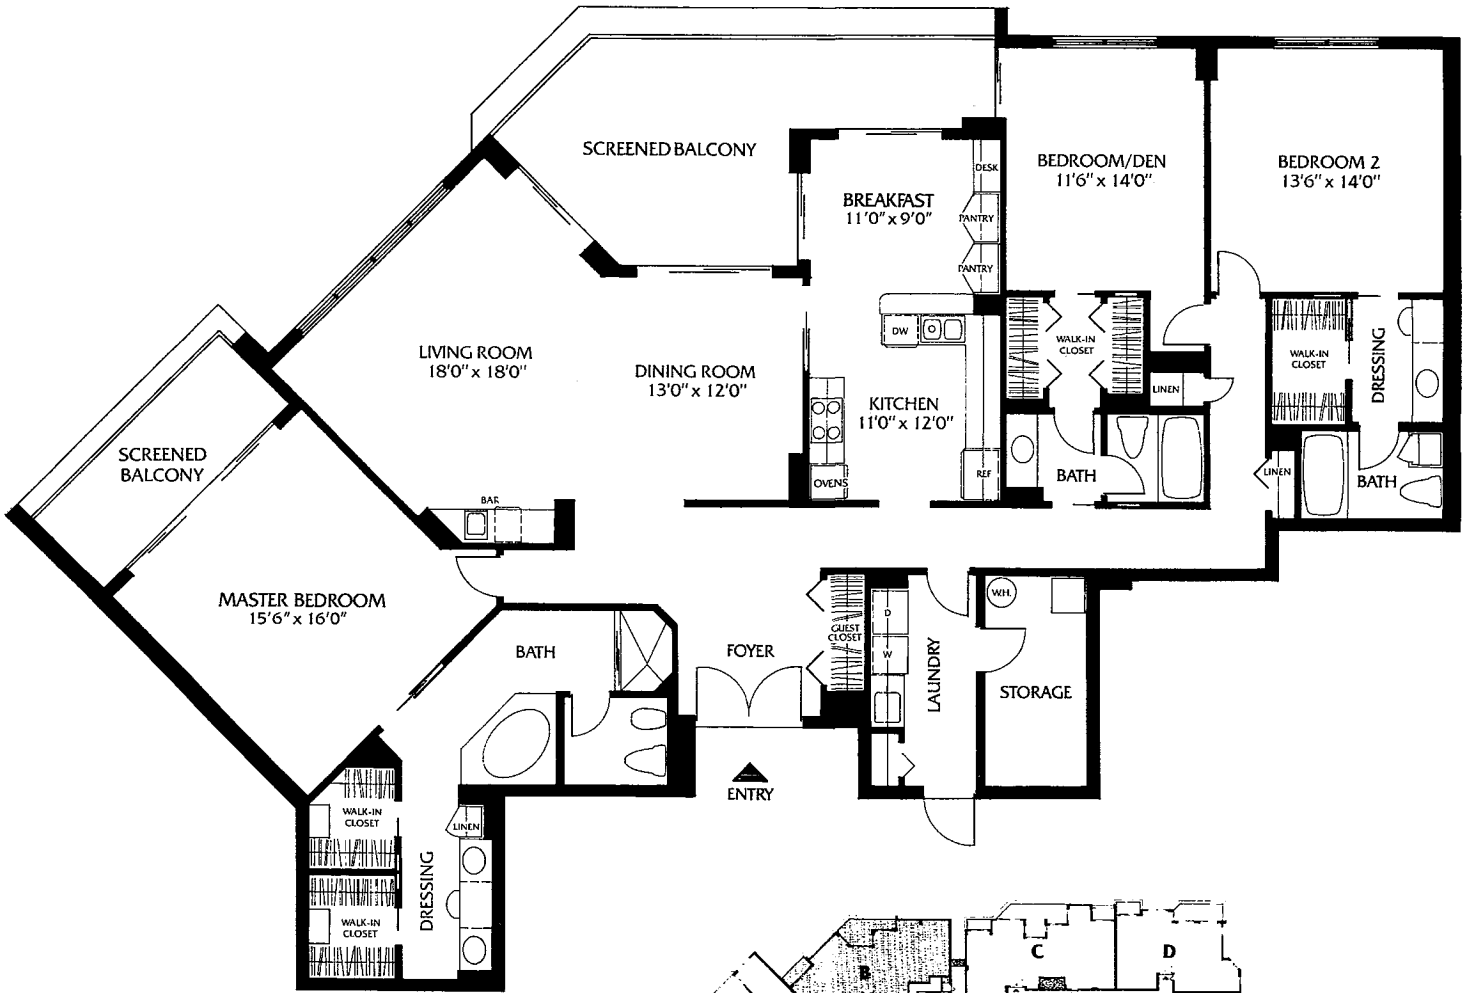 SCREENED BALCONY
BREAKFAST
11'0" x 9'0"
DESK
PANTRY
PANTRY
BEDROOM/DEN
11'6" x 14'0"
BEDROOM 2
13'6" x 14'0"
LIVING ROOM
18'0" x 18'0"
DINING ROOM
13'0" x 12'0"
DW
KITCHEN
11'0" x 12'0"
OVENS
REF
WALK-IN
CLOSET
LINEN
WALK-IN
CLOSET
DRESSING
BATH
LINEN
BATH
SCREENED
BALCONY
BAR
MASTER BEDROOM
15'6" x 16'0"
BATH
FOYER
GUEST
CLOSET
D
W
LAUNDRY
W.H.
STORAGE
ENTRY
WALK-IN
CLOSET
LINEN
DRESSING
WALK-IN
CLOSET
B
C
D